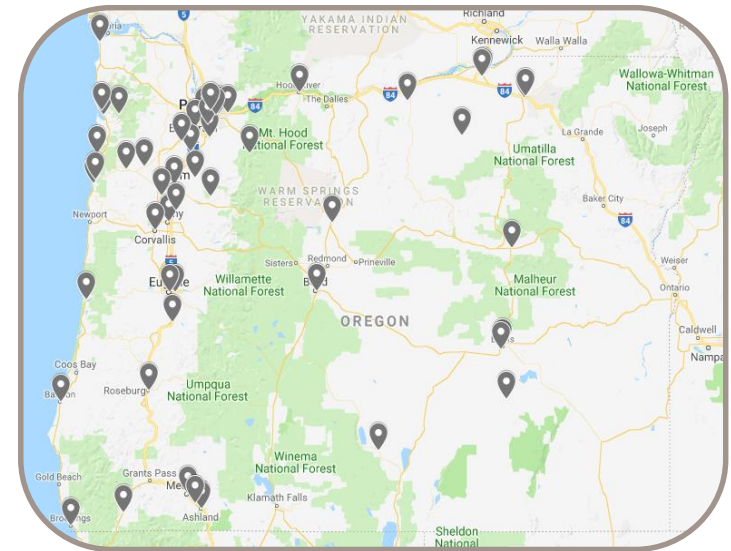 5
YAKAMA INDIAN
RESERVATION
Richland
Kennewick
Walla Walla
Wallowa-Whitman
National Forest
Hood River
84
The Dalles
84
84
Mt. Hood
National Forest
La Grande
Joseph
Umatilla
National Forest
WARM SPRINGS
RESERVATION
Baker City
84
Newport
Corvallis
5
Sisters
Redmond
Prineville
Weiser
Willamette
National Forest
Malheur
National Forest
Ontario
OREGON
Caldwell
Nampa
Coos Bay
Roseburg
Umpqua
National Forest
Winema
National Forest
Gold Beach
Grants Pass
Klamath Falls
Ashland
Sheldon
National